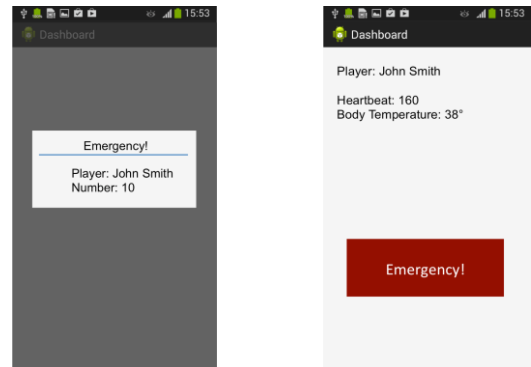 15:53
Dashboard
Emergency!
Player: John Smith
Number: 10
15:53
Dashboard
Player: John Smith
Heartbeat: 160
Body Temperature: 38°
Emergency!